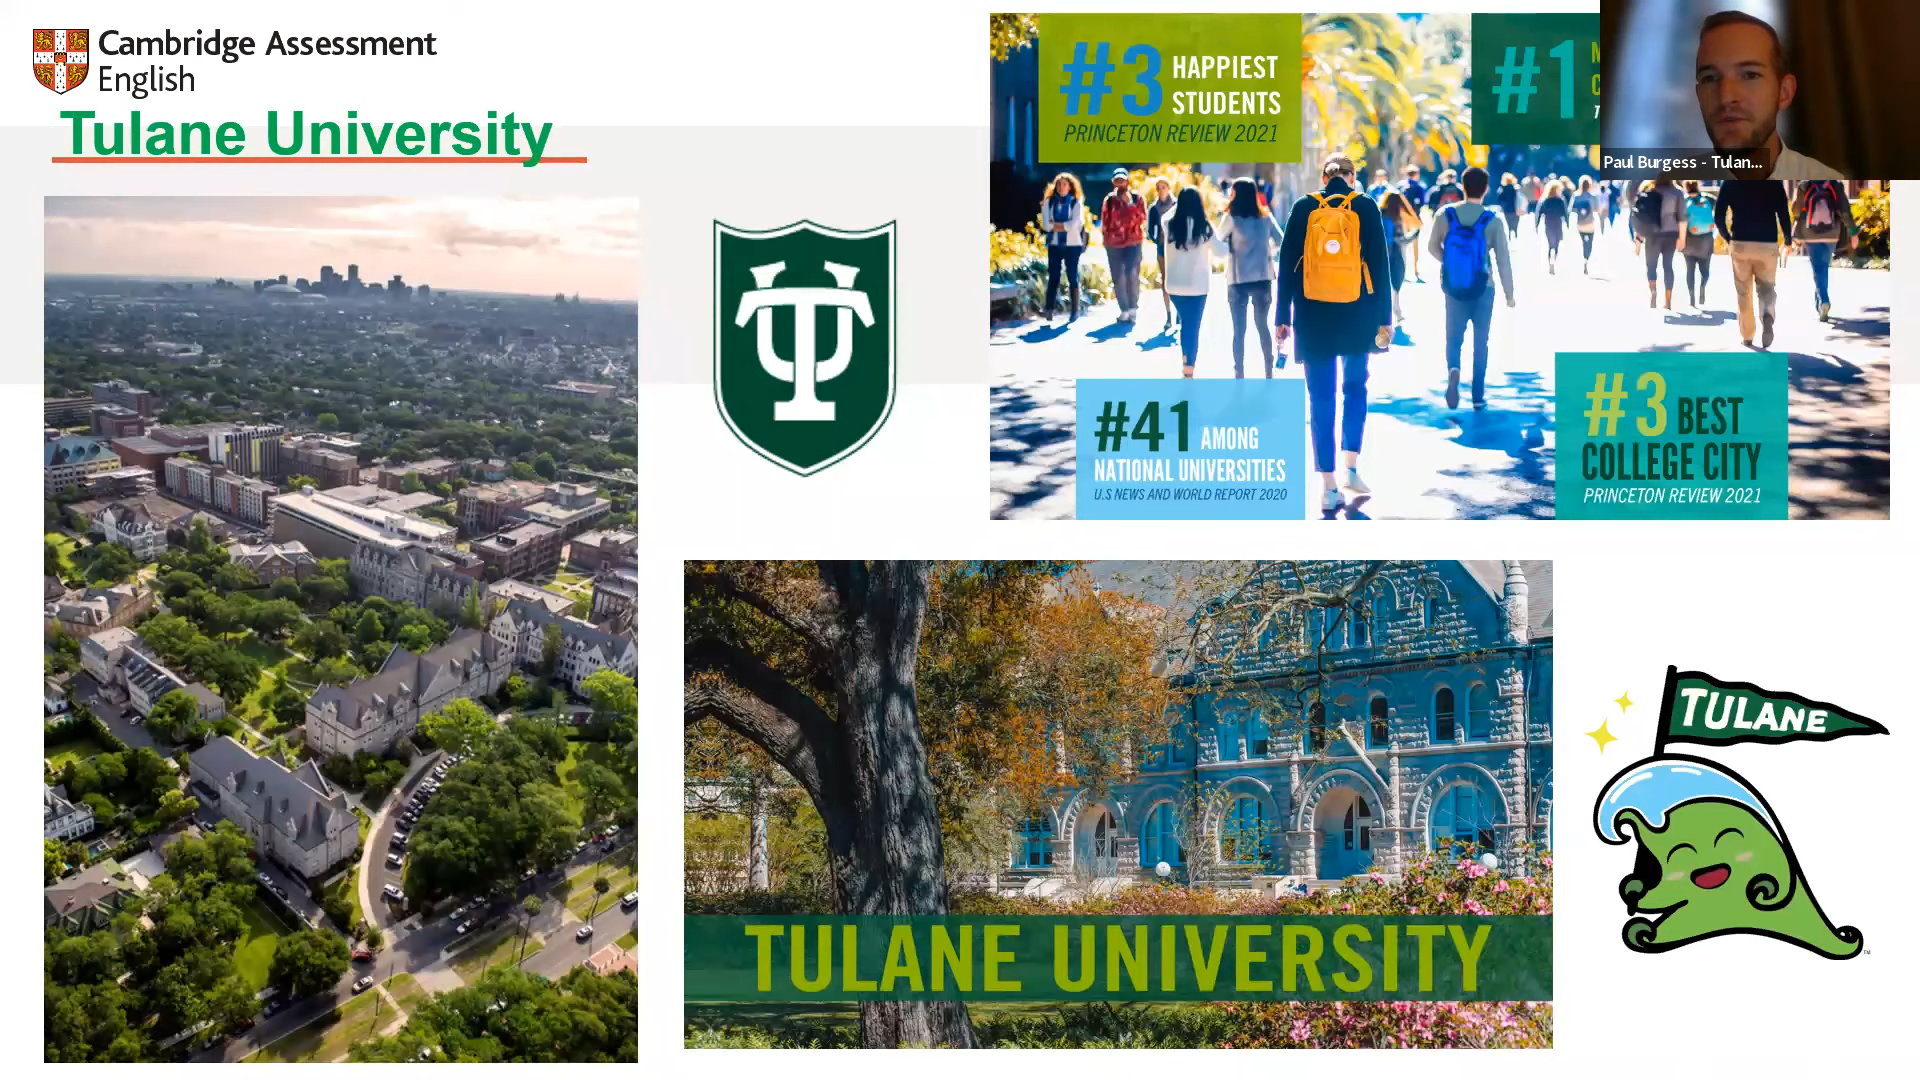 Cambridge Assessment
English
Tulane University
#3 HAPPIEST
STUDENTS
PRINCETON REVIEW 2021
#1
Paul Burgess - Tulan...
#41 AMONG
NATIONAL UNIVERSITIES
U.S NEWS AND WORLD REPORT 2020
#3 BEST
COLLEGE CITY
PRINCETON REVIEW 2021
TULANE UNIVERSITY
TULANE
TM